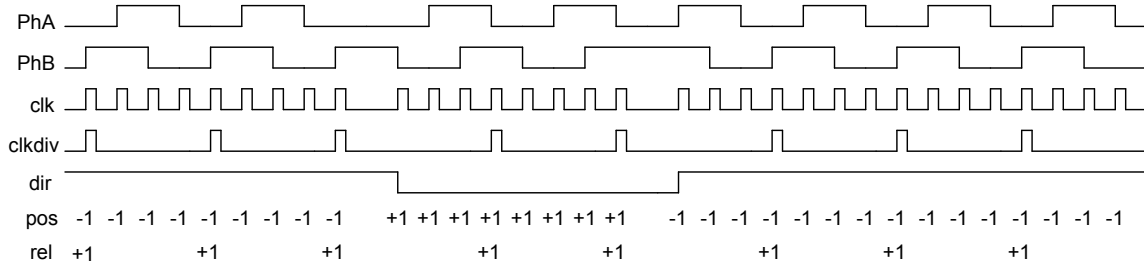 PhA
PhB
clk
clkdiv
dir
pos -1 -1 -1 -1 -1 -1 -1 -1 -1 +1 +1 +1 +1 +1 +1 +1 +1 -1 -1 -1 -1 -1 -1 -1 -1 -1 -1 -1 -1 -1 -1 -1
rel +1 +1 +1 +1 +1 +1 +1 +1